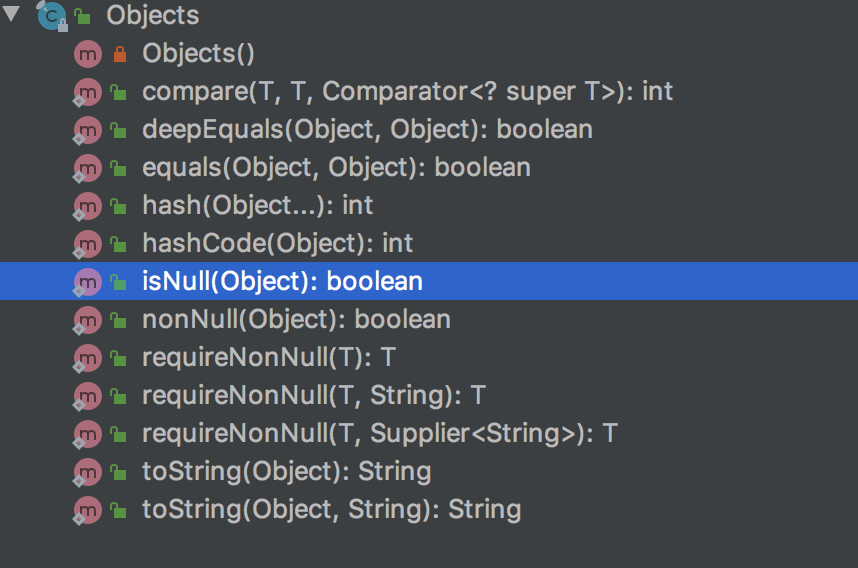 Objects
Objects()
compare(T, T, Comparator<? super T>): int
deepEquals(Object, Object): boolean
equals(Object, Object): boolean
hash(Object...): int
hashCode(Object): int
isNull(Object): boolean
nonNull(Object): boolean
requireNonNull(T): T
requireNonNull(T, String): T
requireNonNull(T, Supplier<String>): T
toString(Object): String
toString(Object, String): String